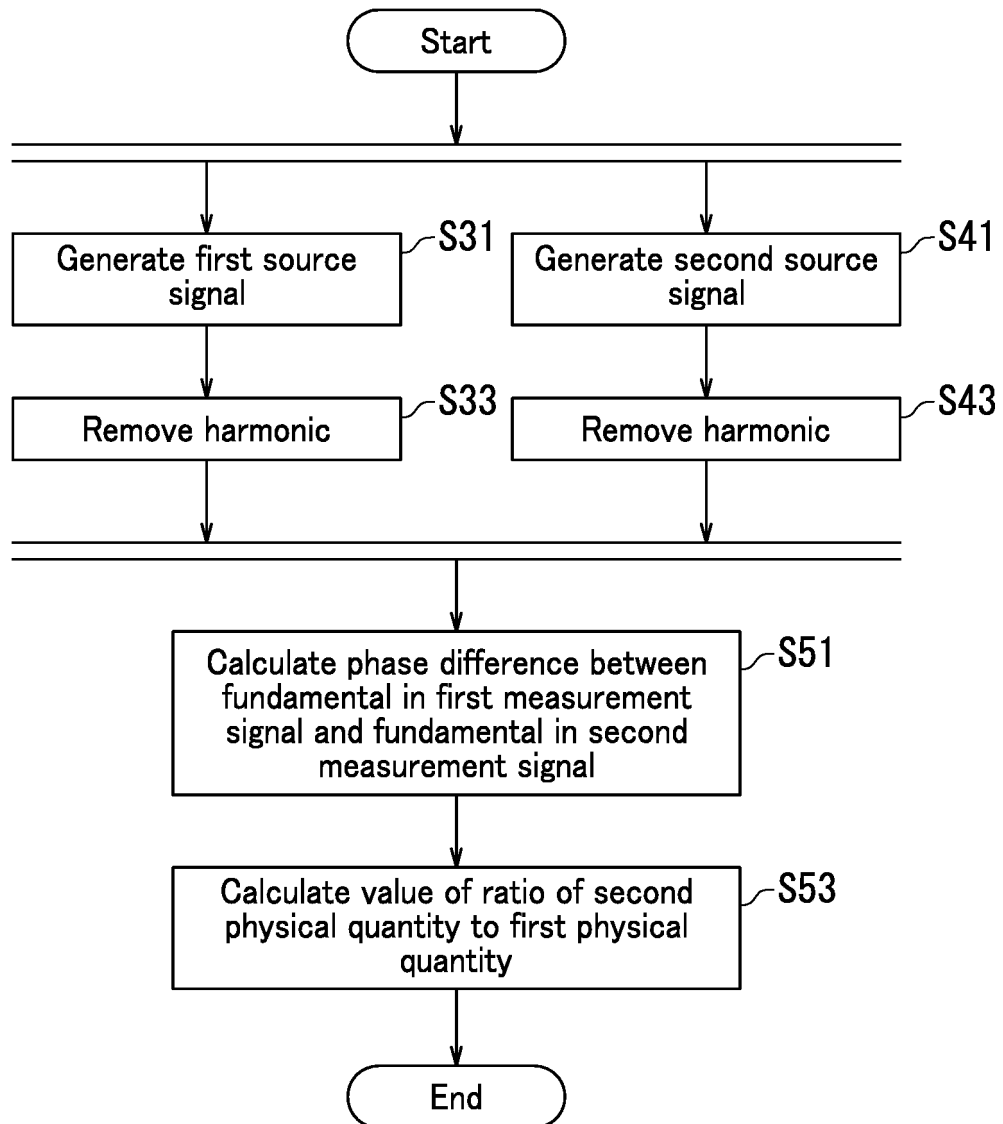 Start
S31
Generate first source
signal
S41
Generate second source
signal
S33
Remove harmonic
S43
Remove harmonic
S51
Calculate phase difference between
fundamental in first measurement
signal and fundamental in second
measurement signal
S53
Calculate value of ratio of second
physical quantity to first physical
quantity
End